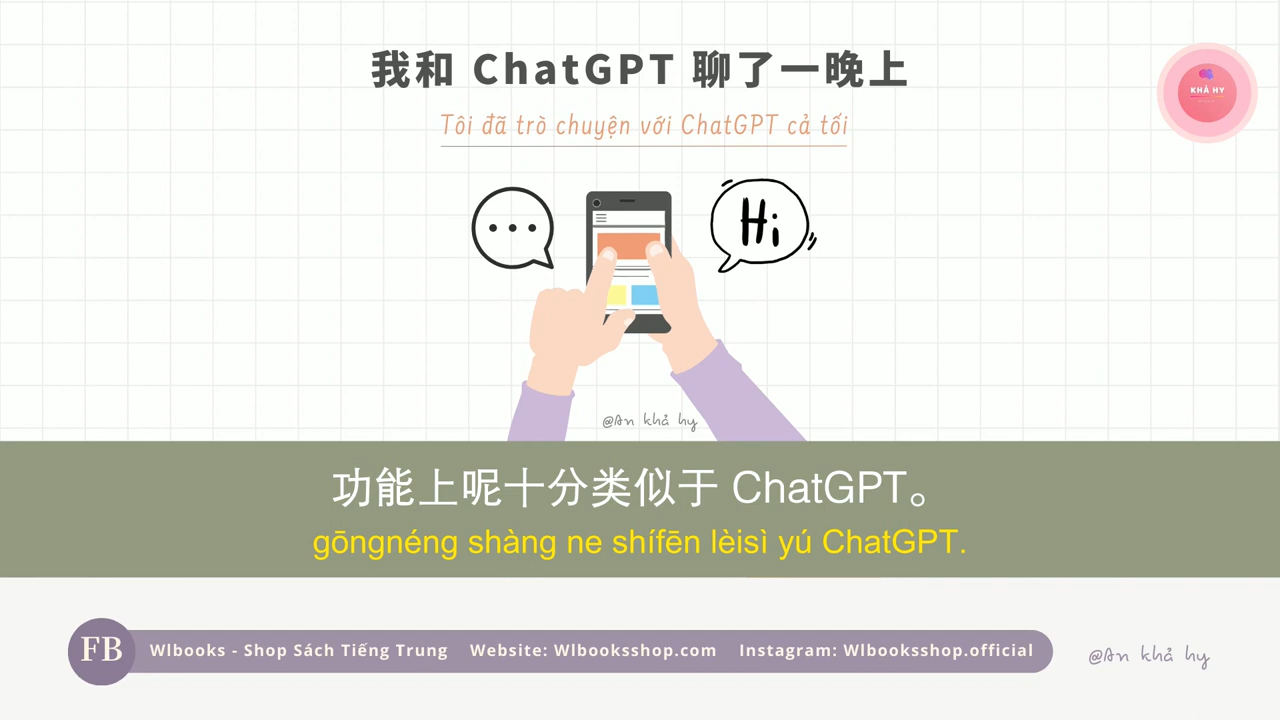 我和 ChatGPT 聊了一晚上
Tôi đã trò chuyện với ChatGPT cả tối
KHẢ HY
Hi
@An khả hy
功能上呢十分类似于 ChatGPT。
gōngnéng shàng ne shífēn lèisì yú ChatGPT.
FB Wlbooks - Shop Sách Tiếng Trung Website: Wlbooksshop.com Instagram: Wlbooksshop.official
@An khả hy